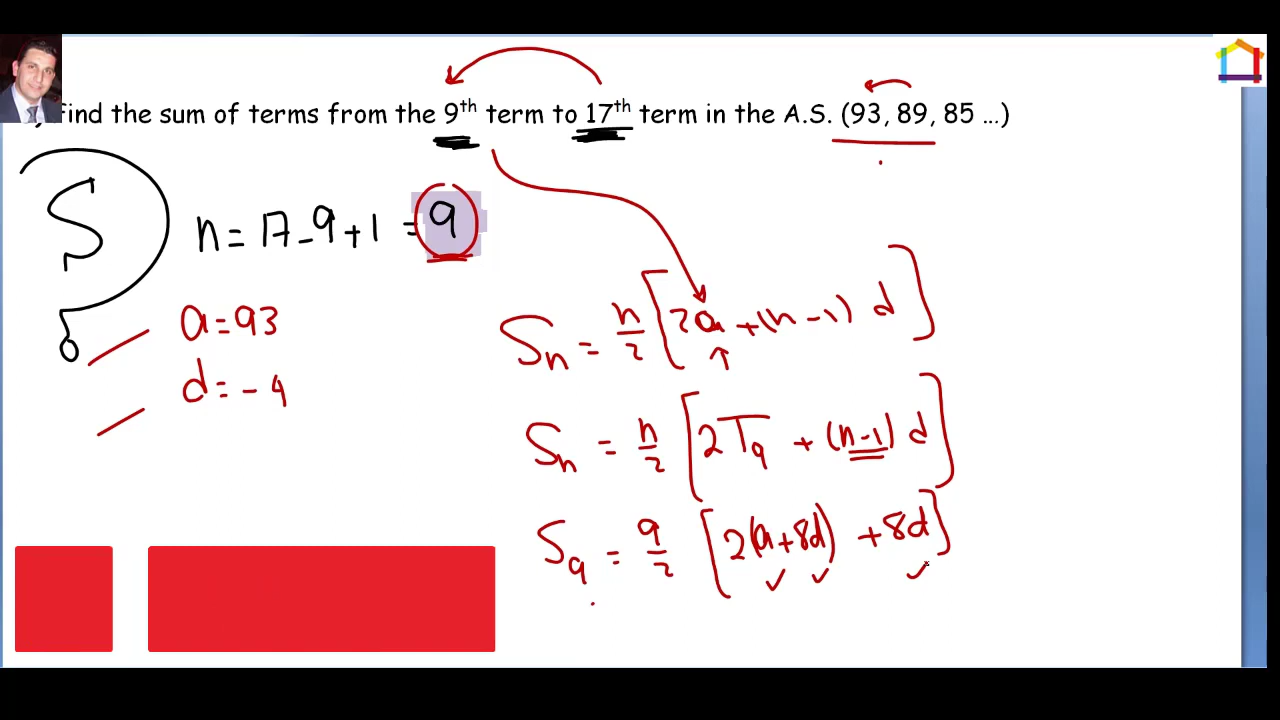 find the sum of terms from the 9th term to 17th term in the A.S. (93, 89, 85 ...)
S
n = 17 - 9 + 1 = 9
a = 93
d = - 4
Sn = n/2 [2a + (n - 1) d]
Sn = n/2 [2T9 + (n-1) d]
S9 = 9/2 [2(a+8d) + 8d]